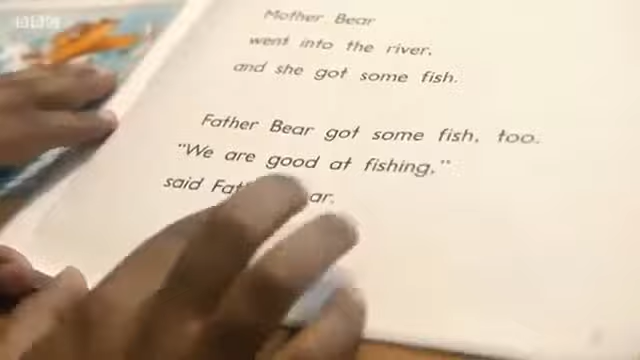 BBC
Mother Bear
went into the river,
and she got some fish.
Father Bear got some fish, too.
"We are good at fishing,"
said ar.